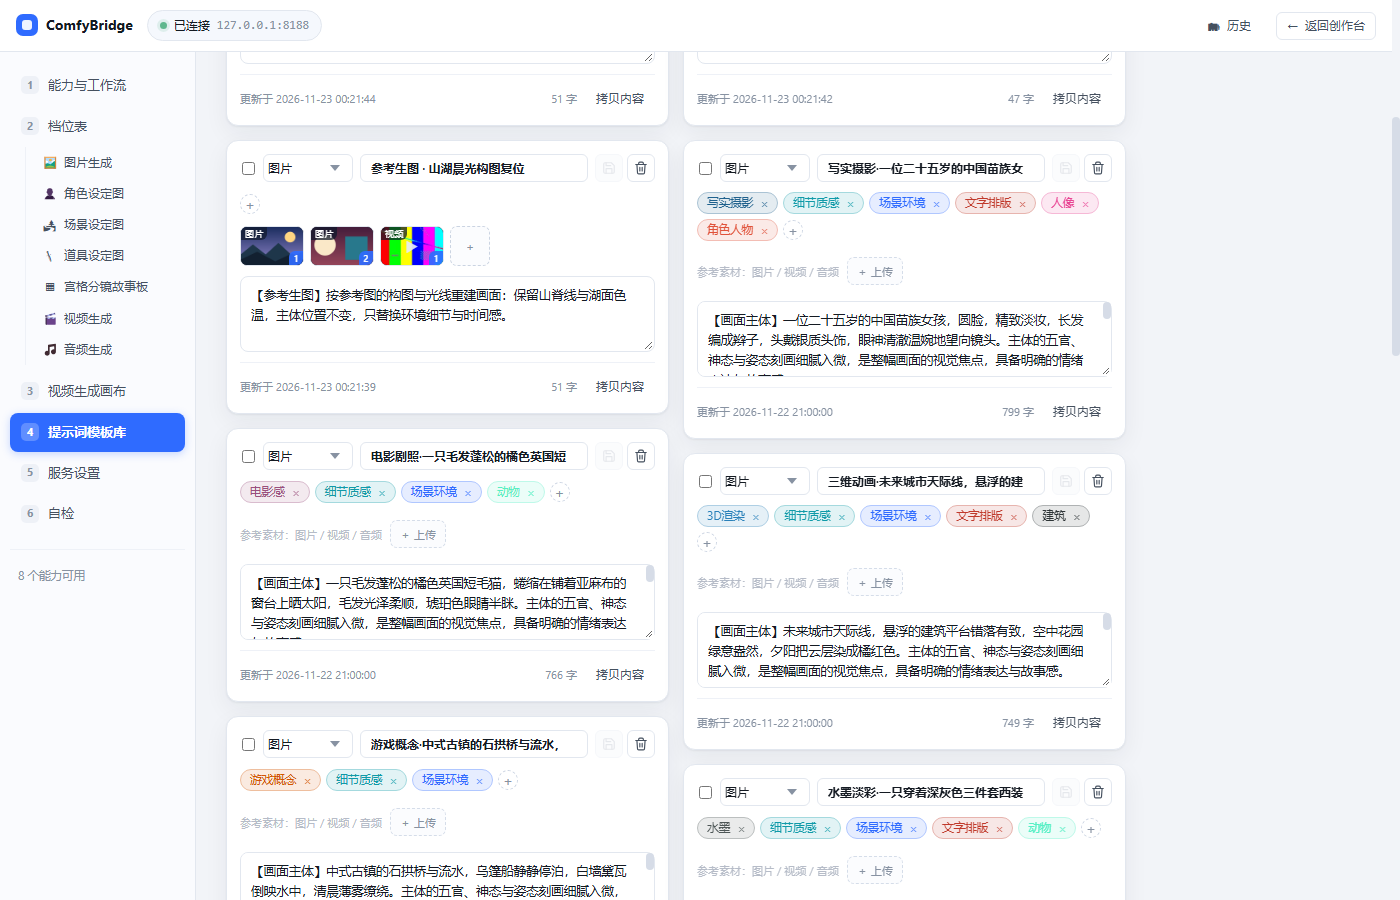 ComfyBridge
已连接 127.0.0.1:8188
历史
← 返回创作台
1 能力与工作流
2 档位表
图片生成
角色设定图
场景设定图
道具设定图
宫格分镜故事板
视频生成
音频生成
3 视频生成画布
4 提示词模板库
5 服务设置
6 自检
8 个能力可用
更新于 2026-11-23 00:21:44
51 字
拷贝内容
更新于 2026-11-23 00:21:42
47 字
拷贝内容
图片
参考生图 · 山湖晨光构图复位
+
图片 1
图片 2
视频 1
+
【参考生图】按参考图的构图与光线重建画面：保留山脊线与湖面色
温，主体位置不变，只替换环境细节与时间感。
更新于 2026-11-23 00:21:39
51 字
拷贝内容
图片
写实摄影·一位二十五岁的中国苗族女
写实摄影 ×
细节质感 ×
场景环境 ×
文字排版 ×
人像 ×
角色人物 ×
+
参考素材：图片 / 视频 / 音频
+ 上传
【画面主体】一位二十五岁的中国苗族女孩，圆脸，精致淡妆，长发
编成辫子，头戴银质头饰，眼神清澈温婉地望向镜头。主体的五官、
神态与姿态刻画细腻入微，是整幅画面的视觉焦点，具备明确的情绪
更新于 2026-11-22 21:00:00
799 字
拷贝内容
图片
电影剧照·一只毛发蓬松的橘色英国短
电影感 ×
细节质感 ×
场景环境 ×
动物 ×
+
参考素材：图片 / 视频 / 音频
+ 上传
【画面主体】一只毛发蓬松的橘色英国短毛猫，蜷缩在铺着亚麻布的
窗台上晒太阳，毛发光泽柔顺，琥珀色眼睛半眯。主体的五官、神态
与姿态刻画细腻入微，是整幅画面的视觉焦点，具备明确的情绪表达
更新于 2026-11-22 21:00:00
766 字
拷贝内容
图片
三维动画·未来城市天际线，悬浮的建
3D渲染 ×
细节质感 ×
场景环境 ×
文字排版 ×
建筑 ×
+
参考素材：图片 / 视频 / 音频
+ 上传
【画面主体】未来城市天际线，悬浮的建筑平台错落有致，空中花园
绿意盎然，夕阳把云层染成橘红色。主体的五官、神态与姿态刻画细
腻入微，是整幅画面的视觉焦点，具备明确的情绪表达与故事感。
更新于 2026-11-22 21:00:00
749 字
拷贝内容
图片
游戏概念·中式古镇的石拱桥与流水，
游戏概念 ×
细节质感 ×
场景环境 ×
+
参考素材：图片 / 视频 / 音频
+ 上传
【画面主体】中式古镇的石拱桥与流水，乌篷船静静停泊，白墙黛瓦
倒映水中，清晨薄雾缭绕。主体的五官、神态与姿态刻画细腻入微，
图片
水墨淡彩·一只穿着深灰色三件套西装
水墨 ×
细节质感 ×
场景环境 ×
文字排版 ×
动物 ×
+
参考素材：图片 / 视频 / 音频
+ 上传